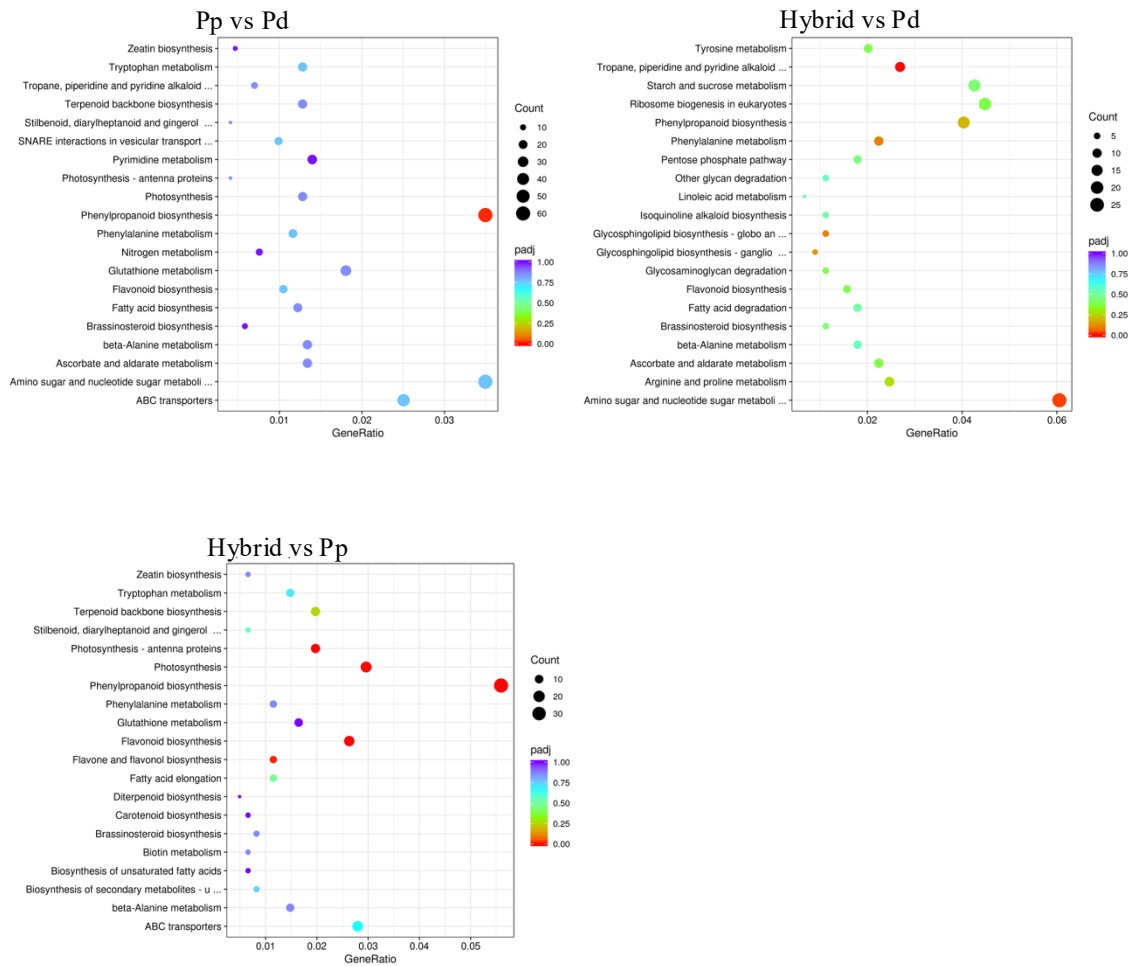 Pp vs Pd
Zeatin biosynthesis
Tryptophan metabolism
Tropane, piperidine and pyridine alkaloid ...
Terpenoid backbone biosynthesis
Stilbenoid, diarylheptanoid and gingerol ...
SNARE interactions in vesicular transport ...
Pyrimidine metabolism
Photosynthesis - antenna proteins
Photosynthesis
Phenylpropanoid biosynthesis
Phenylalanine metabolism
Nitrogen metabolism
Glutathione metabolism
Flavonoid biosynthesis
Fatty acid biosynthesis
Brassinosteroid biosynthesis
beta-Alanine metabolism
Ascorbate and aldarate metabolism
Amino sugar and nucleotide sugar metaboli ...
ABC transporters
0.01 0.02 0.03
GeneRatio
Count
10
20
30
40
50
60
padj
1.00
0.75
0.50
0.25
0.00
Hybrid vs Pd
Tyrosine metabolism
Tropane, piperidine and pyridine alkaloid ...
Starch and sucrose metabolism
Ribosome biogenesis in eukaryotes
Phenylpropanoid biosynthesis
Phenylalanine metabolism
Pentose phosphate pathway
Other glycan degradation
Linoleic acid metabolism
Isoquinoline alkaloid biosynthesis
Glycosphingolipid biosynthesis - globo an ...
Glycosphingolipid biosynthesis - ganglio ...
Glycosaminoglycan degradation
Flavonoid biosynthesis
Fatty acid degradation
Brassinosteroid biosynthesis
beta-Alanine metabolism
Ascorbate and aldarate metabolism
Arginine and proline metabolism
Amino sugar and nucleotide sugar metaboli ...
0.02 0.04 0.06
GeneRatio
Count
5
10
15
20
25
padj
1.00
0.75
0.50
0.25
0.00
Hybrid vs Pp
Zeatin biosynthesis
Tryptophan metabolism
Terpenoid backbone biosynthesis
Stilbenoid, diarylheptanoid and gingerol ...
Photosynthesis - antenna proteins
Photosynthesis
Phenylpropanoid biosynthesis
Phenylalanine metabolism
Glutathione metabolism
Flavonoid biosynthesis
Flavone and flavonol biosynthesis
Fatty acid elongation
Diterpenoid biosynthesis
Carotenoid biosynthesis
Brassinosteroid biosynthesis
Biotin metabolism
Biosynthesis of unsaturated fatty acids
Biosynthesis of secondary metabolites - u ...
beta-Alanine metabolism
ABC transporters
0.01 0.02 0.03 0.04 0.05
GeneRatio
Count
10
20
30
padj
1.00
0.75
0.50
0.25
0.00